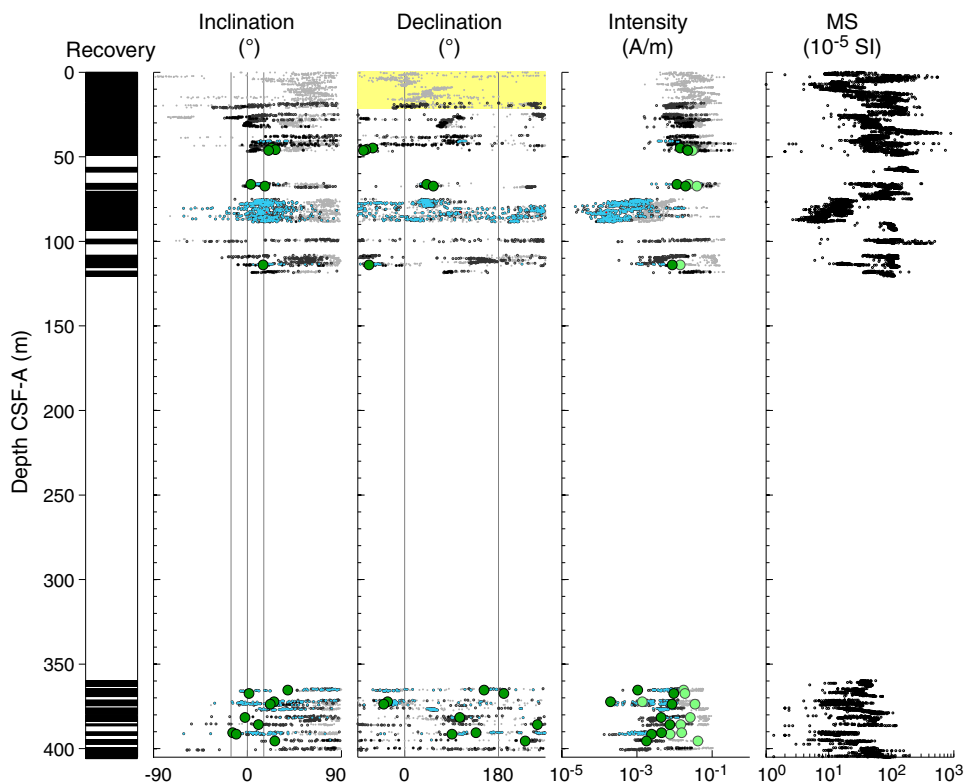 Inclination
(°)
Declination
(°)
Intensity
(A/m)
MS
(10⁻⁵ SI)
Recovery
Depth CSF-A (m)
0
50
100
150
200
250
300
350
400
-90 0 90
0 180
10⁻⁵ 10⁻³ 10⁻¹
10⁰ 10¹ 10² 10³